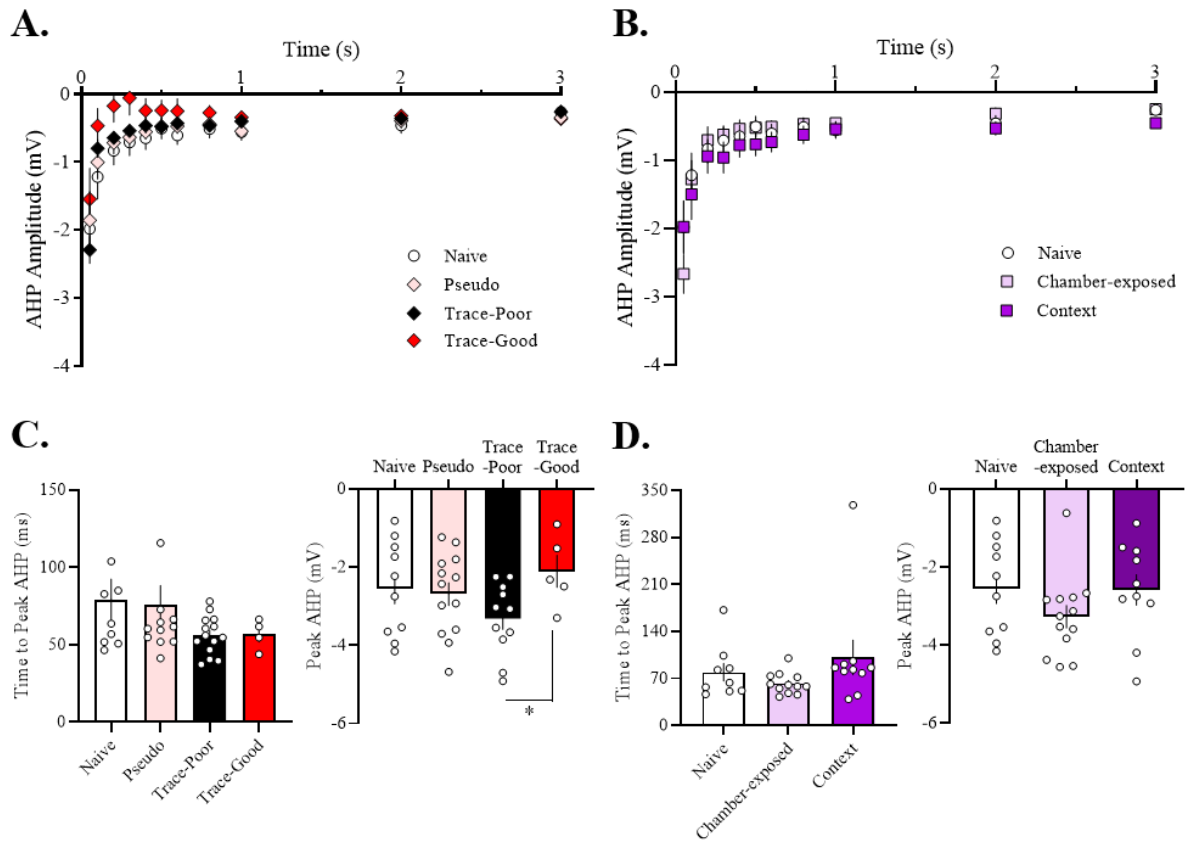 A.
Time (s)
0 1 2 3
0
-1
-2
-3
-4
AHP Amplitude (mV)
Naive
Pseudo
Trace-Poor
Trace-Good
B.
Time (s)
0 1 2 3
0
-1
-2
-3
-4
AHP Amplitude (mV)
Naive
Chamber-exposed
Context
C.
150
100
50
0
Time to Peak AHP (ms)
Naive
Pseudo
Trace-Poor
Trace-Good
Naive Pseudo Trace -Poor Trace -Good
0
-2
-4
-6
Peak AHP (mV)
*
D.
350
280
210
140
70
0
Time to Peak AHP (ms)
Naive
Chamber-exposed
Context
Naive Chamber -exposed Context
0
-2
-4
-6
Peak AHP (mV)